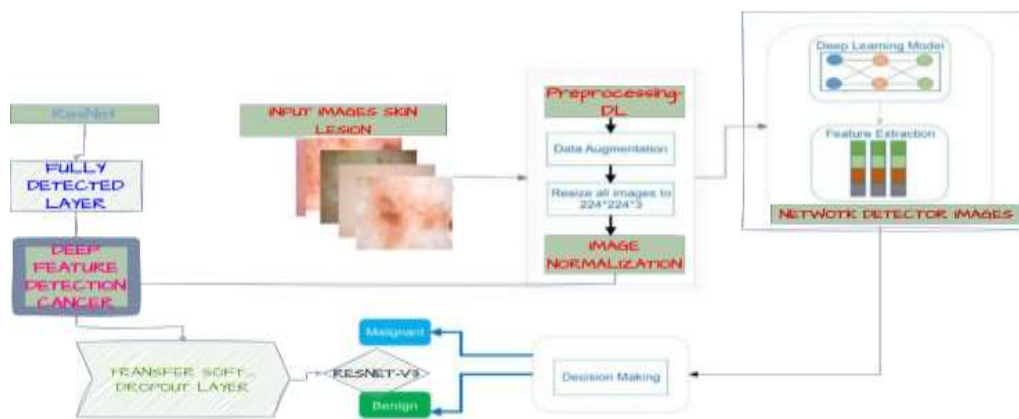 ResNet
FULLY
DETECTED
LAYER
DEEP
FEATURE
DETECTION
CANCER
TRANSFER SOFT_
DROPOUT LAYER
RESNET-V3
INPUT IMAGES SKIN
LESION
Preprocessing-
DL
Data Augmentation
Resize all images to
224*224*3
IMAGE
NORMALIZATION
Deep Learning Model
Feature Extraction
NETWOTK DETECTOR IMAGES
Decision Making
Malignant
Benign